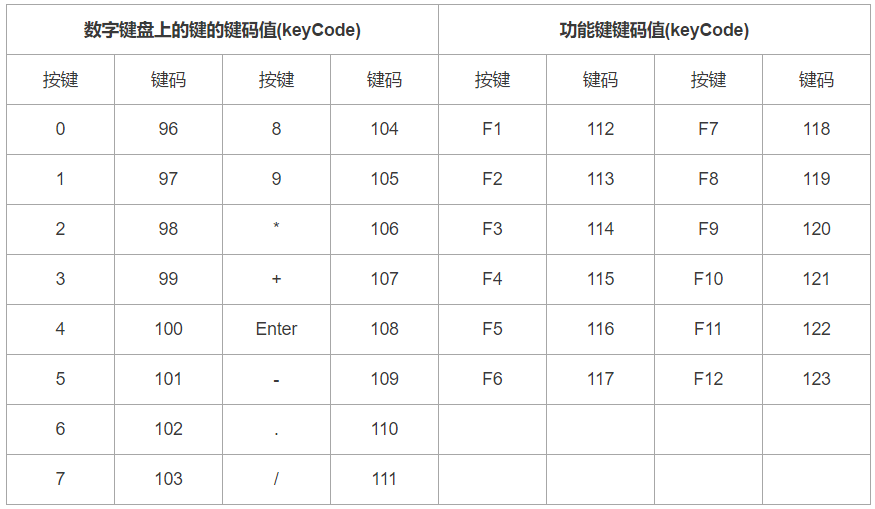 数字键盘上的键的键码值(keyCode) 功能键键码值(keyCode)
按键 键码 按键 键码 按键 键码 按键 键码
0 96 8 104 F1 112 F7 118
1 97 9 105 F2 113 F8 119
2 98 * 106 F3 114 F9 120
3 99 + 107 F4 115 F10 121
4 100 Enter 108 F5 116 F11 122
5 101 - 109 F6 117 F12 123
6 102 . 110
7 103 / 111